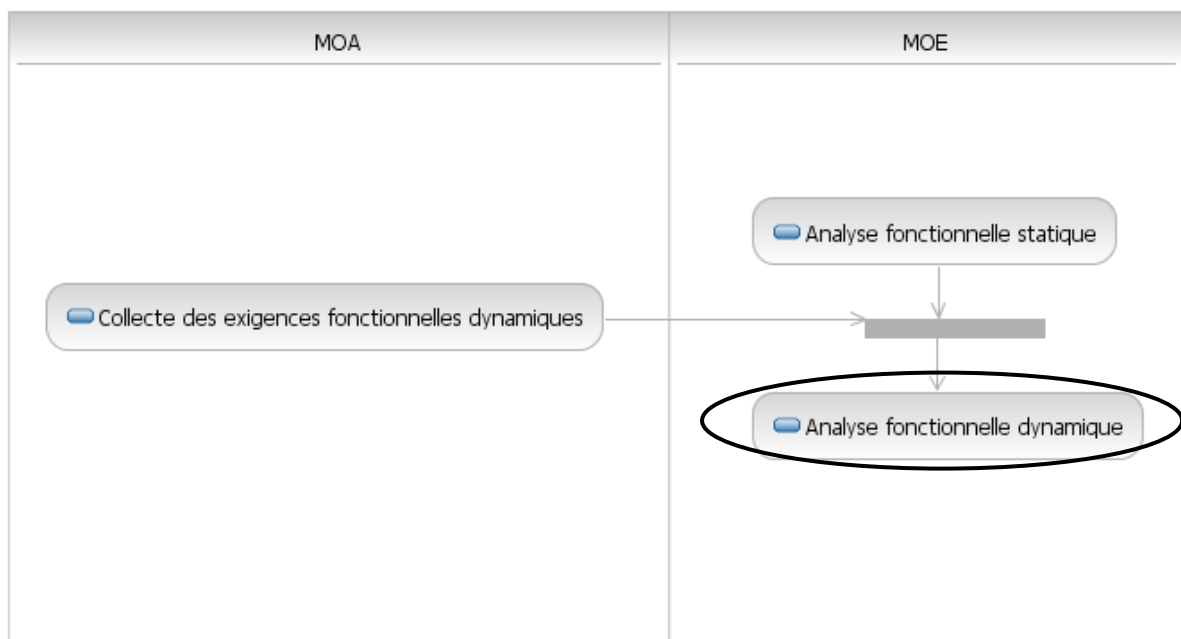 MOA
MOE
Analyse fonctionnelle statique
Collecte des exigences fonctionnelles dynamiques
Analyse fonctionnelle dynamique